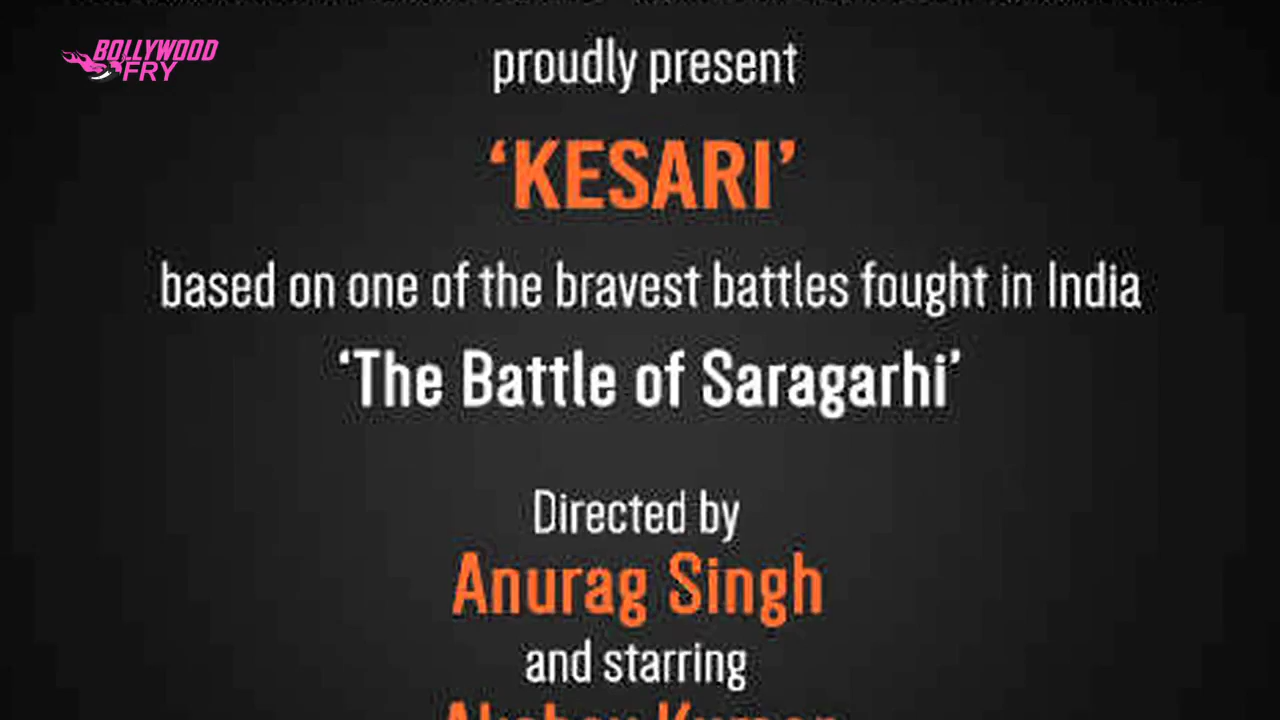 BOLLYWOOD
FRY
proudly present
‘KESARI’
based on one of the bravest battles fought in India
‘The Battle of Saragarhi’
Directed by
Anurag Singh
and starring